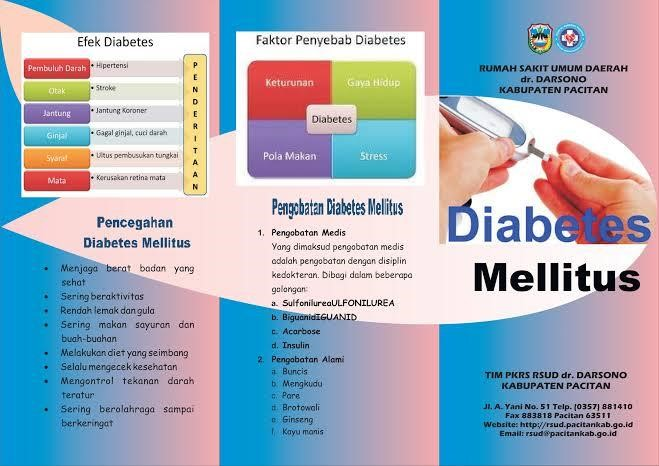 Efek Diabetes
Pembuluh Darah • Hipertensi
Otak • Stroke
Jantung • Jantung Koroner
Ginjal • Gagal ginjal, cuci darah
Syaraf • Ultus pembusukan tungkai
Mata • Kerusakan retina mata
PENDERITAAN
Pencegahan
Diabetes Mellitus
• Menjaga berat badan yang
sehat
• Sering beraktivitas
• Rendah lemak dan gula
• Sering makan sayuran dan
buah-buahan
• Melakukan diet yang seimbang
• Selalu mengecek kesehatan
• Mengontrol tekanan darah
teratur
• Sering berolahraga sampai
berkeringat
Faktor Penyebab Diabetes
Keturunan
Gaya Hidup
Diabetes
Pola Makan
Stress
Pengobatan Diabetes Mellitus
1. Pengobatan Medis
Yang dimaksud pengobatan medis
adalah pengobatan dengan disiplin
kedokteran. Dibagi dalam beberapa
golongan:
a. SulfonilureaULFONILUREA
b. BiguanidIGUANID
c. Acarbose
d. Insulin
2. Pengobatan Alami
a. Buncis
b. Mengkudu
c. Pare
d. Brotowali
e. Ginseng
f. Kayu manis
RUMAH SAKIT UMUM DAERAH
dr. DARSONO
KABUPATEN PACITAN
Diabetes
Mellitus
TIM PKRS RSUD dr. DARSONO
KABUPATEN PACITAN
Jl. A. Yani No. 51 Telp. (0357) 881410
Fax 883818 Pacitan 63511
Website: http://rsud.pacitankab.go.id
Email: rsud@pacitankab.go.id